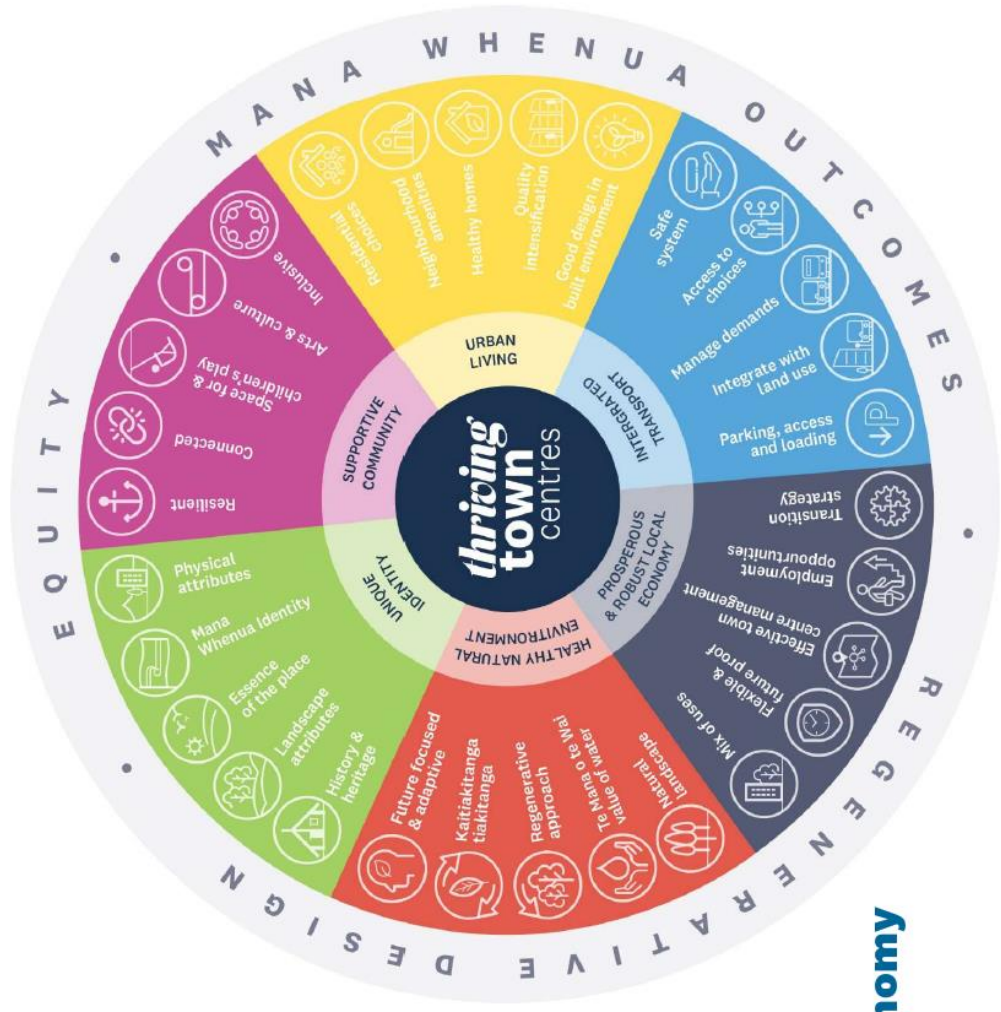 EQUITY • MANA WHENUA OUTCOMES • REGENERATIVE DESIGN •
thriving
town
centres
URBAN
LIVING
Residential
choices
Neighbourhood
amenities
Healthy homes
Quality
intensification
Good design in
built environment
INTERGRATED
TRANSPORT
Safe
system
Access to
choices
Manage demands
Integrate with
land use
Parking, access
and loading
P
PROSPEROUS
& ROBUST LOCAL
ECONOMY
Transition
strategy
Employment
oppourtunities
Effective town
centre management
Flexible &
future proof
Mix of uses
HEALTHY NATURAL
ENVITRONMENT
Natural
landscape
Te Mana o te Wai
value of water
Regenerative
approach
Kaitiakitanga
tiakitanga
Future focused
& adaptive
UNIQUE
IDENTITY
History &
heritage
Landscape
attributes
Essence
of the place
Mana
Whenua Identity
Physical
attributes
SUPPORTIVE
COMMUNITY
Resilient
Connected
Space for &
children's play
Arts & culture
Inclusive
nomy